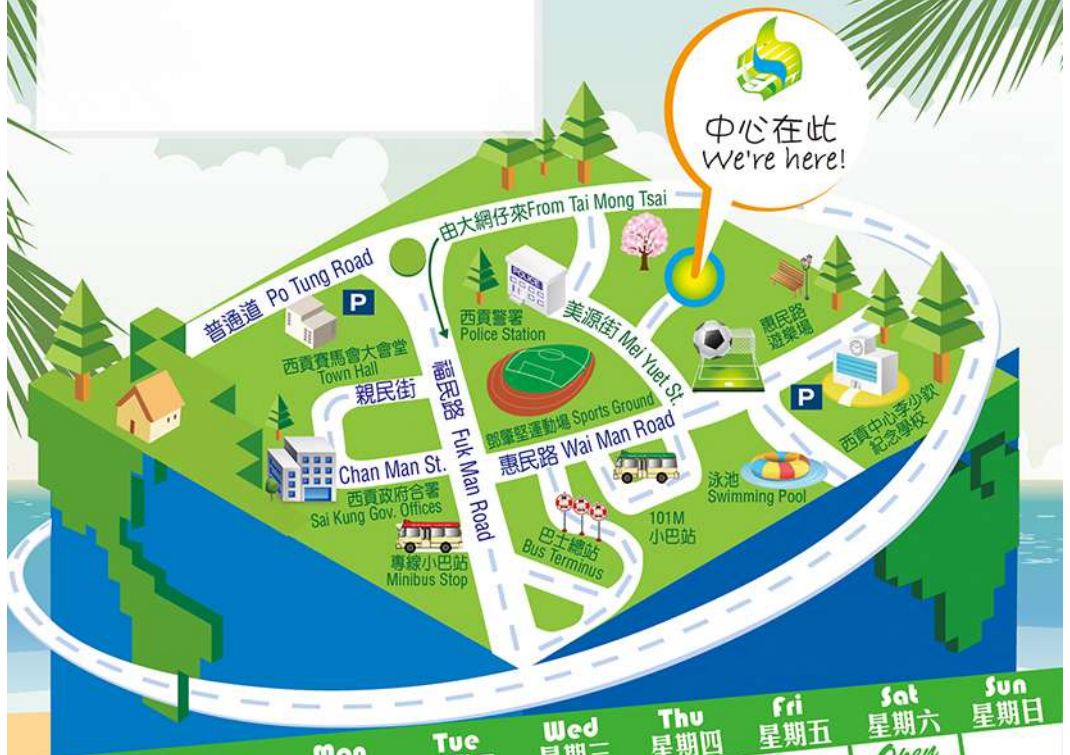 中心在此
We're here!
由大網仔來From Tai Mong Tsai
普通道 Po Tung Road
P
西貢賽馬會大會堂
Town Hall
POLICE
西貢警署
Police Station
美源街 Mei Yuet St.
惠民路
遊樂場
親民街
福民路 Fuk Man Road
鄧肇堅運動場 Sports Ground
惠民路 Wai Man Road
P
西貢中心李少欽
紀念學校
Chan Man St.
西貢政府合署
Sai Kung Gov. Offices
專線小巴站
Minibus Stop
巴士總站
Bus Terminus
101M
小巴站
泳池
Swimming Pool
Mon
Tue
Wed
星期三
Thu
星期四
Fri
星期五
Sat
星期六
Sun
星期日
Open